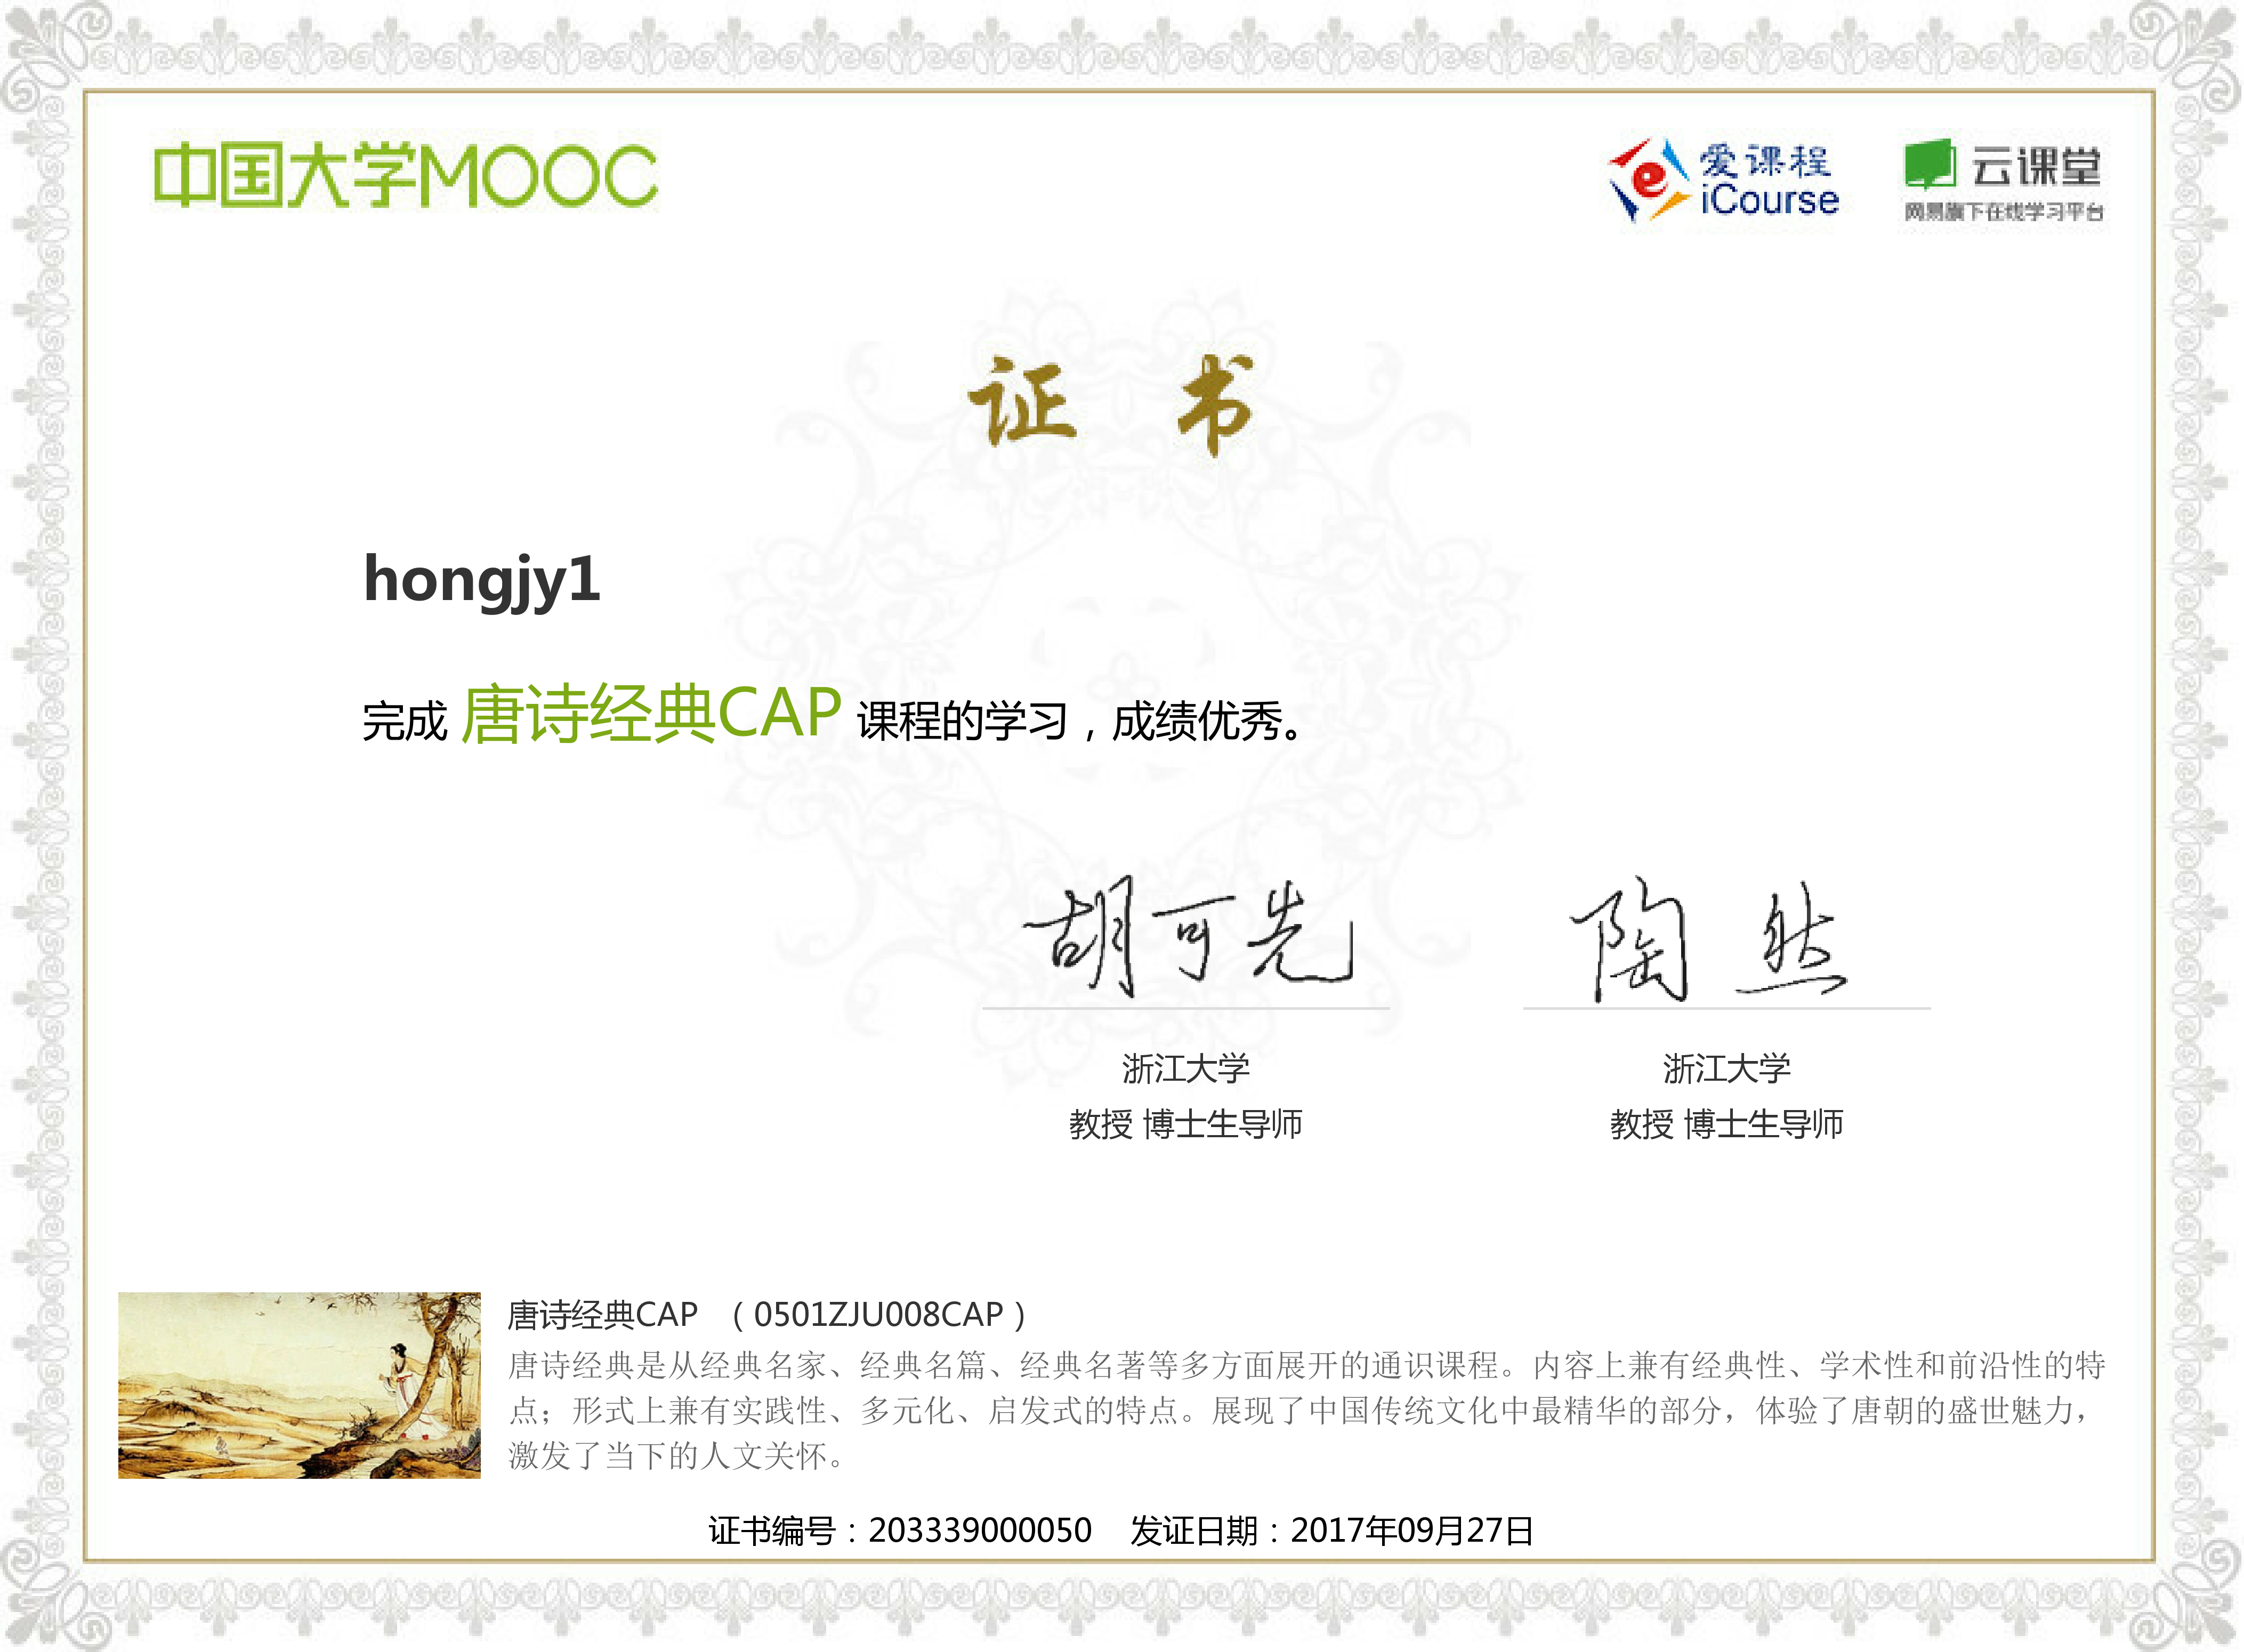 中国大学MOOC
爱课程
iCourse
云课堂
网易旗下在线学习平台
证 书
hongjy1
完成 唐诗经典CAP 课程的学习，成绩优秀。
胡可先 陶然
浙江大学 浙江大学
教授 博士生导师 教授 博士生导师
唐诗经典CAP （0501ZJU008CAP）
唐诗经典是从经典名家、经典名篇、经典名著等多方面展开的通识课程。内容上兼有经典性、学术性和前沿性的特
点；形式上兼有实践性、多元化、启发式的特点。展现了中国传统文化中最精华的部分，体验了唐朝的盛世魅力，
激发了当下的人文关怀。
证书编号：203339000050 发证日期：2017年09月27日